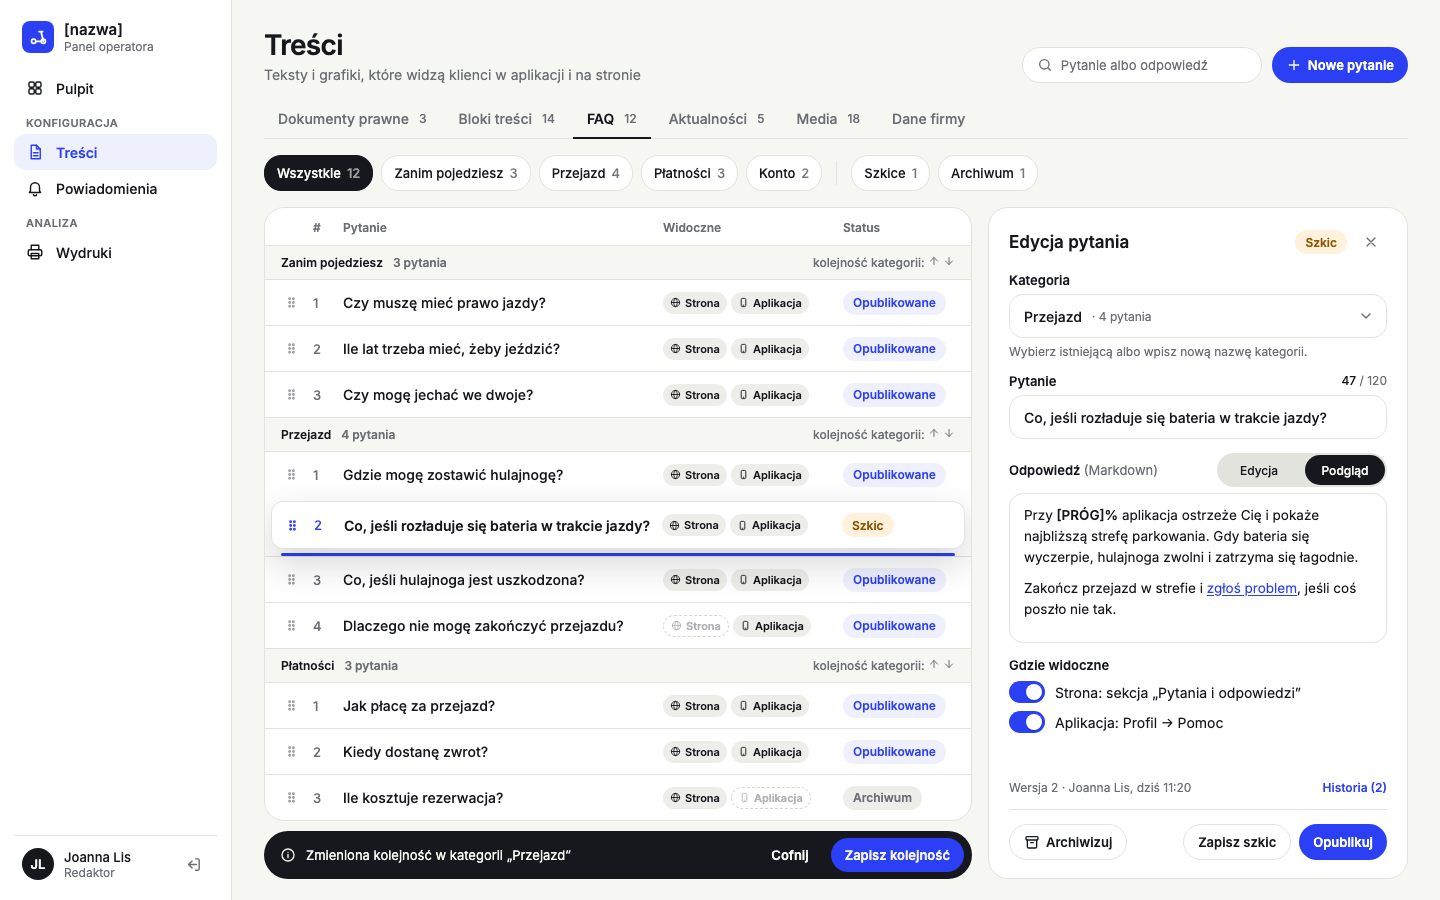 [nazwa]
Panel operatora
Pulpit
KONFIGURACJA
Treści
Powiadomienia
ANALIZA
Wydruki
JL
Joanna Lis
Redaktor
Treści
Teksty i grafiki, które widzą klienci w aplikacji i na stronie
Pytanie albo odpowiedź
Nowe pytanie
Dokumenty prawne 3 Bloki treści 14 FAQ 12 Aktualności 5 Media 18 Dane firmy
Wszystkie 12 Zanim pojedziesz 3 Przejazd 4 Płatności 3 Konto 2 Szkice 1 Archiwum 1
# Pytanie Widoczne Status
Zanim pojedziesz 3 pytania kolejność kategorii: ↑ ↓
1 Czy muszę mieć prawo jazdy? Strona Aplikacja Opublikowane
2 Ile lat trzeba mieć, żeby jeździć? Strona Aplikacja Opublikowane
3 Czy mogę jechać we dwoje? Strona Aplikacja Opublikowane
Przejazd 4 pytania kolejność kategorii: ↑ ↓
1 Gdzie mogę zostawić hulajnogę? Strona Aplikacja Opublikowane
2 Co, jeśli rozładuje się bateria w trakcie jazdy? Strona Aplikacja Szkic
3 Co, jeśli hulajnoga jest uszkodzona? Strona Aplikacja Opublikowane
4 Dlaczego nie mogę zakończyć przejazdu? Strona Aplikacja Opublikowane
Płatności 3 pytania kolejność kategorii: ↑ ↓
1 Jak płacę za przejazd? Strona Aplikacja Opublikowane
2 Kiedy dostanę zwrot? Strona Aplikacja Opublikowane
3 Ile kosztuje rezerwacja? Strona Aplikacja Archiwum
Zmieniona kolejność w kategorii „Przejazd” Cofnij Zapisz kolejność
Edycja pytania Szkic
Kategoria
Przejazd · 4 pytania
Wybierz istniejącą albo wpisz nową nazwę kategorii.
Pytanie 47 / 120
Co, jeśli rozładuje się bateria w trakcie jazdy?
Odpowiedź (Markdown) Edycja Podgląd
Przy [PRÓG]% aplikacja ostrzeże Cię i pokaże
najbliższą strefę parkowania. Gdy bateria się
wyczerpie, hulajnoga zwolni i zatrzyma się łagodnie.
Zakończ przejazd w strefie i zgłoś problem, jeśli coś
poszło nie tak.
Gdzie widoczne
Strona: sekcja „Pytania i odpowiedzi”
Aplikacja: Profil → Pomoc
Wersja 2 · Joanna Lis, dziś 11:20 Historia (2)
Archiwizuj Zapisz szkic Opublikuj